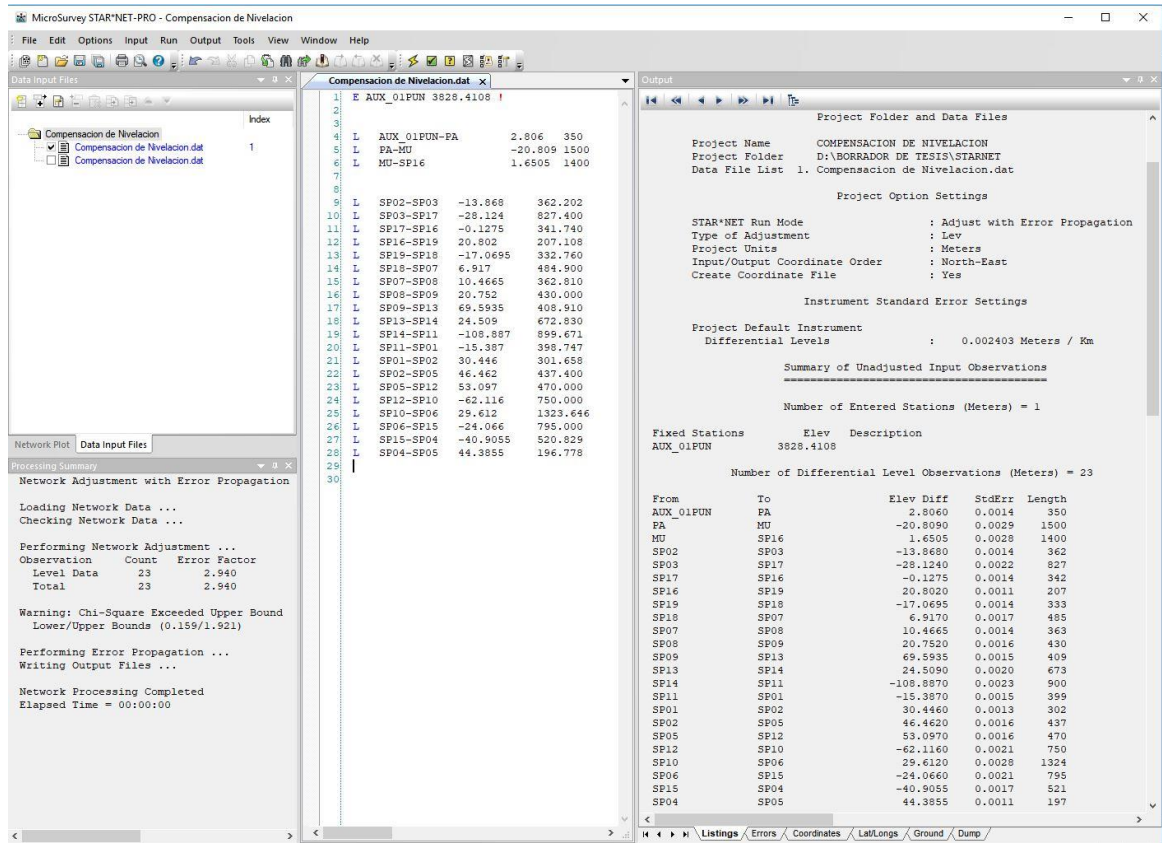 MicroSurvey STAR*NET-PRO - Compensacion de Nivelacion
File Edit Options Input Run Output Tools View Window Help
Data Input Files
Index
Compensacion de Nivelacion
Compensacion de Nivelacion.dat 1
Compensacion de Nivelacion.dat
Network Plot Data Input Files
Processing Summary
Network Adjustment with Error Propagation
Loading Network Data ...
Checking Network Data ...
Performing Network Adjustment ...
Observation Count Error Factor
Level Data 23 2.940
Total 23 2.940
Warning: Chi-Square Exceeded Upper Bound
Lower/Upper Bounds (0.159/1.921)
Performing Error Propagation ...
Writing Output Files ...
Network Processing Completed
Elapsed Time = 00:00:00
Compensacion de Nivelacion.dat x
1 E AUX_01PUN 3828.4108 !
2
3
4 L AUX_01PUN-PA 2.806 350
5 L PA-MU -20.809 1500
6 L MU-SP16 1.6505 1400
7
8
9 L SP02-SP03 -13.868 362.202
10 L SP03-SP17 -28.124 827.400
11 L SP17-SP16 -0.1275 341.740
12 L SP16-SP19 20.802 207.108
13 L SP19-SP18 -17.0695 332.760
14 L SP18-SP07 6.917 484.900
15 L SP07-SP08 10.4665 362.810
16 L SP08-SP09 20.752 430.000
17 L SP09-SP13 69.5935 408.910
18 L SP13-SP14 24.509 672.830
19 L SP14-SP11 -108.887 899.671
20 L SP11-SP01 -15.387 398.747
21 L SP01-SP02 30.446 301.658
22 L SP02-SP05 46.462 437.400
23 L SP05-SP12 53.097 470.000
24 L SP12-SP10 -62.116 750.000
25 L SP10-SP06 29.612 1323.646
26 L SP06-SP15 -24.066 795.000
27 L SP15-SP04 -40.9055 520.829
28 L SP04-SP05 44.3855 196.778
29
30
Output
Project Folder and Data Files
Project Name COMPENSACION DE NIVELACION
Project Folder D:\BORRADOR DE TESIS\STARNET
Data File List 1. Compensacion de Nivelacion.dat
Project Option Settings
STAR*NET Run Mode : Adjust with Error Propagation
Type of Adjustment : Lev
Project Units : Meters
Input/Output Coordinate Order : North-East
Create Coordinate File : Yes
Instrument Standard Error Settings
Project Default Instrument
Differential Levels : 0.002403 Meters / Km
Summary of Unadjusted Input Observations
========================================
Number of Entered Stations (Meters) = 1
Fixed Stations Elev Description
AUX_01PUN 3828.4108
Number of Differential Level Observations (Meters) = 23
From To Elev Diff StdErr Length
AUX_01PUN PA 2.8060 0.0014 350
PA MU -20.8090 0.0029 1500
MU SP16 1.6505 0.0028 1400
SP02 SP03 -13.8680 0.0014 362
SP03 SP17 -28.1240 0.0022 827
SP17 SP16 -0.1275 0.0014 342
SP16 SP19 20.8020 0.0011 207
SP19 SP18 -17.0695 0.0014 333
SP18 SP07 6.9170 0.0017 485
SP07 SP08 10.4665 0.0014 363
SP08 SP09 20.7520 0.0016 430
SP09 SP13 69.5935 0.0015 409
SP13 SP14 24.5090 0.0020 673
SP14 SP11 -108.8870 0.0023 900
SP11 SP01 -15.3870 0.0015 399
SP01 SP02 30.4460 0.0013 302
SP02 SP05 46.4620 0.0016 437
SP05 SP12 53.0970 0.0016 470
SP12 SP10 -62.1160 0.0021 750
SP10 SP06 29.6120 0.0028 1324
SP06 SP15 -24.0660 0.0021 795
SP15 SP04 -40.9055 0.0017 521
SP04 SP05 44.3855 0.0011 197
Listings Errors Coordinates Lat/Longs Ground Dump